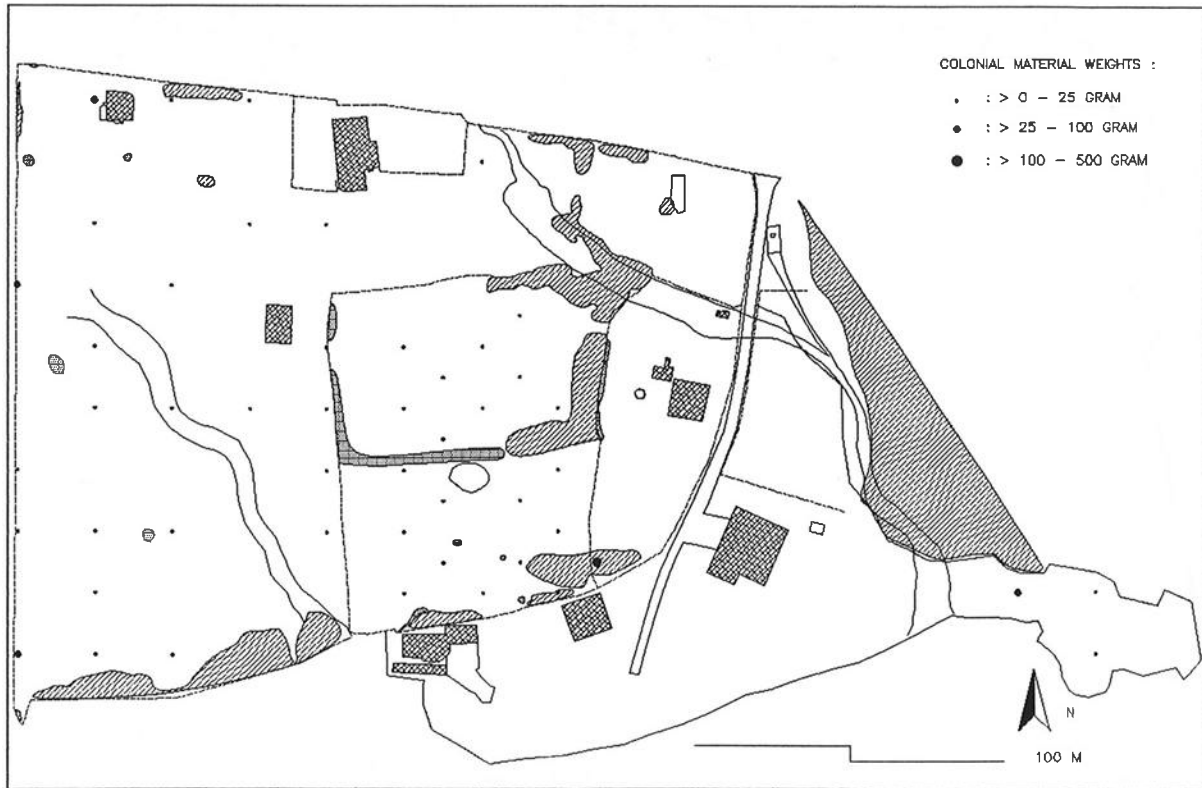 COLONIAL MATERIAL WEIGHTS :
: > 0 – 25 GRAM
: > 25 – 100 GRAM
: > 100 – 500 GRAM
N
100 M